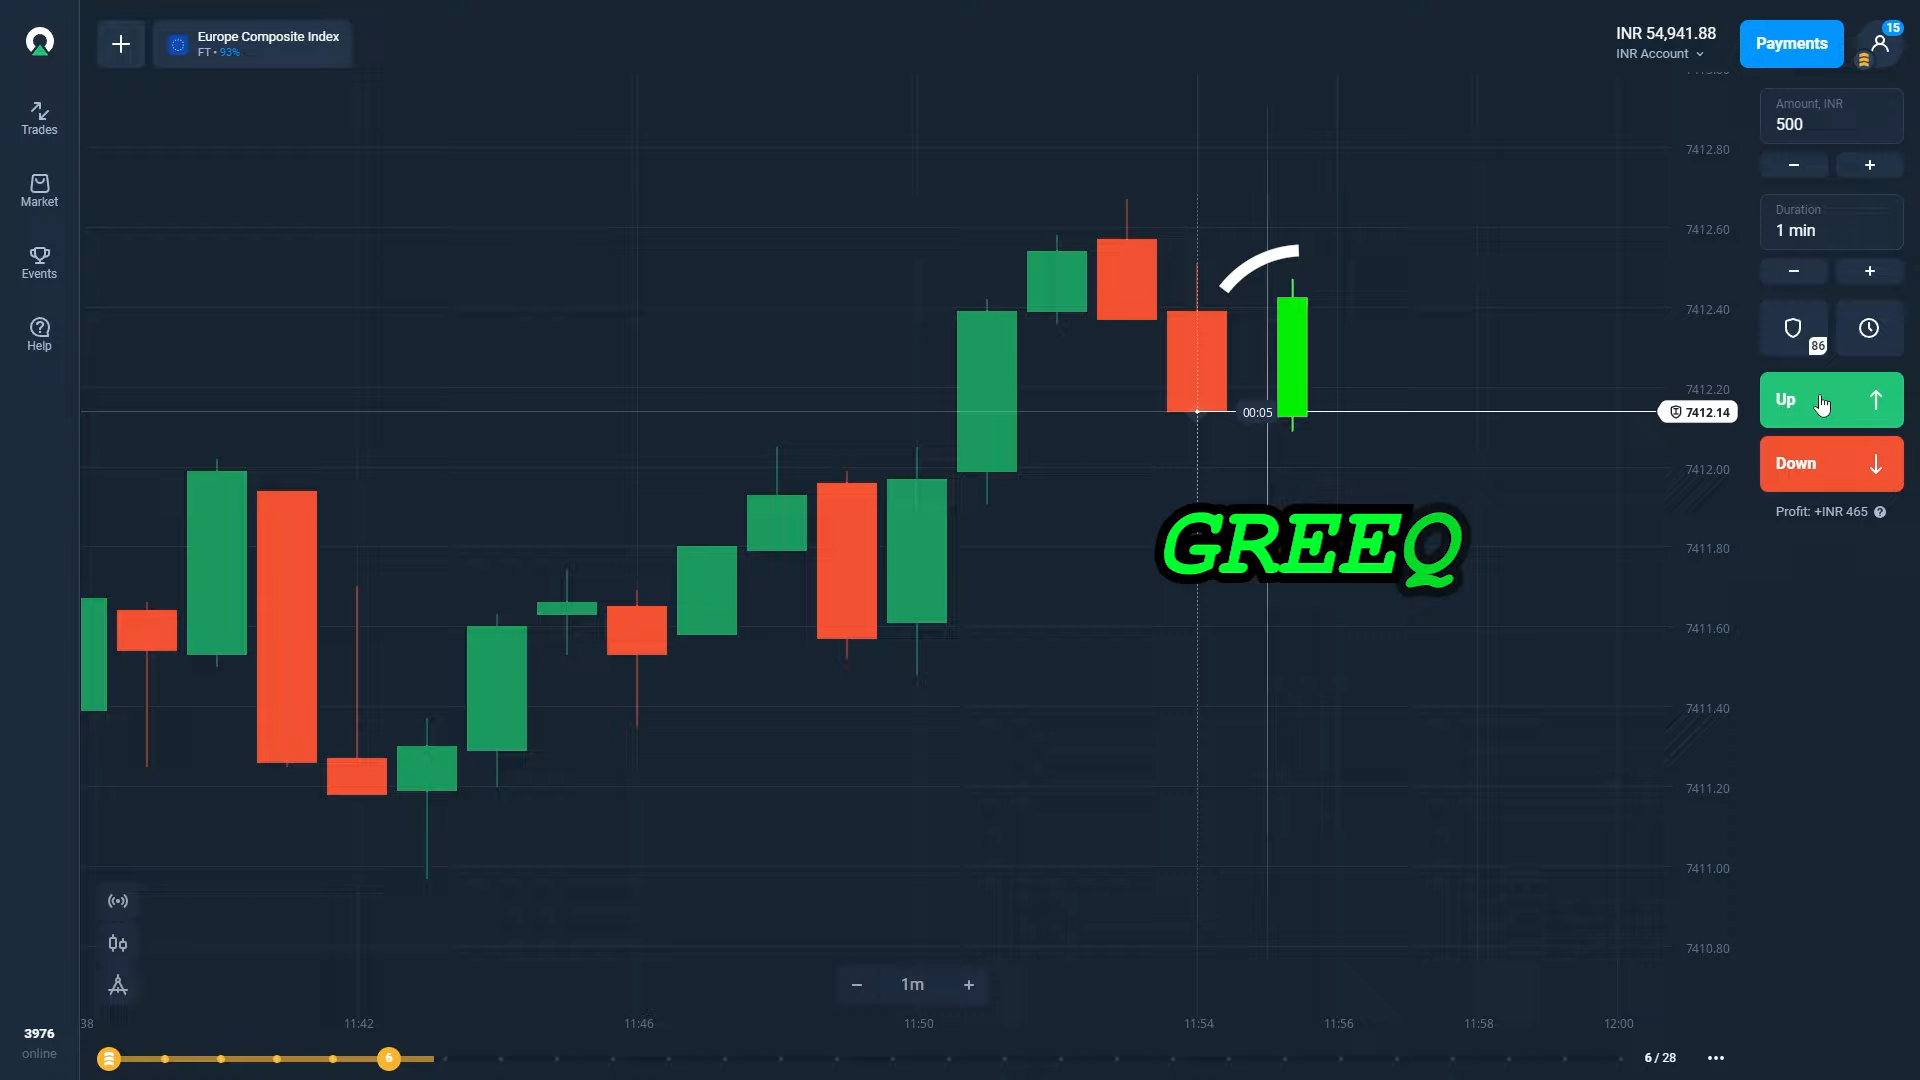 Europe Composite Index
FT • 93%
INR 54,941.88
INR Account
Payments
15
Trades
Market
Events
Help
Amount, INR
500
Duration
1 min
86
Up
Down
Profit: +INR 465
7412.80
7412.60
7412.40
7412.20
7412.14
7412.00
7411.80
7411.60
7411.40
7411.20
7411.00
7410.80
00:05
GREEQ
1m
38
11:42
11:46
11:50
11:54
11:56
11:58
12:00
3976
online
6
6 / 28